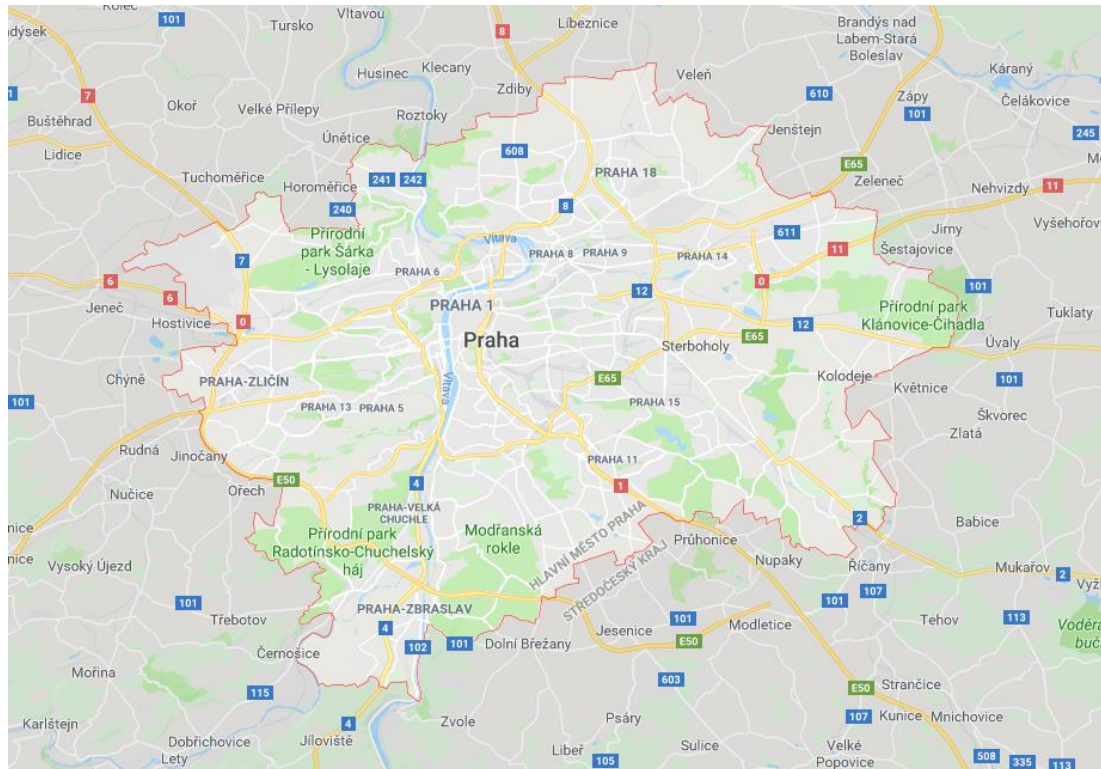 Kolec
101
Tursko
Vltavou
Líbeznice
Brandýs nad
Labem-Stará
Boleslav
8
Klecany
Husinec
Zdiby
Veleň
Káraný
7
Okoř
Velké Přílepy
Roztoky
610
Zápy
101
Čelákovice
Buštěhrad
Únětice
608
Jenštejn
245
Lidice
E65
Tuchoměřice
Horoměřice
241
242
PRAHA 18
Zeleneč
11
Nehvizdy
240
8
Vyšehořov
Přírodní
park Šárka
- Lysolaje
Vltava
611
Jirny
11
Šestajovice
7
PRAHA 6
PRAHA 8
PRAHA 9
PRAHA 14
6
6
0
12
101
Jeneč
PRAHA 1
Přírodní park
Klánovice-Čihadla
Tuklaty
Hostivice
0
Praha
E65
12
Sterboholy
Úvaly
Chýně
PRAHA-ZLIČÍN
Vltava
E65
Kolodeje
101
Květnice
101
PRAHA 13
PRAHA 5
PRAHA 15
Škvorec
Zlatá
Rudná
Jinočany
PRAHA 11
Nučice
Ořech
E50
4
1
PRAHA-VELKÁ
CHUCHLE
2
Babice
Přírodní park
Radotínsko-Chuchelský
háj
Modřanská
rokle
HLAVNÍ MĚSTO PRAHA
STŘEDOČESKÝ KRAJ
Průhonice
Nupaky
Říčany
Mukařov
2
Vysoký Újezd
101
PRAHA-ZBRASLAV
101
107
Třebotov
4
101
Jesenice
Modletice
Tehov
113
102
101
Dolní Břežany
E50
Černošice
Mořina
115
603
E50
Strančice
4
Zvole
Psáry
107
Kunice
Mnichovice
Karlštejn
Dobřichovice
Lety
Jíloviště
Libeř
105
Sulice
Velké
Popovice
508
335
113